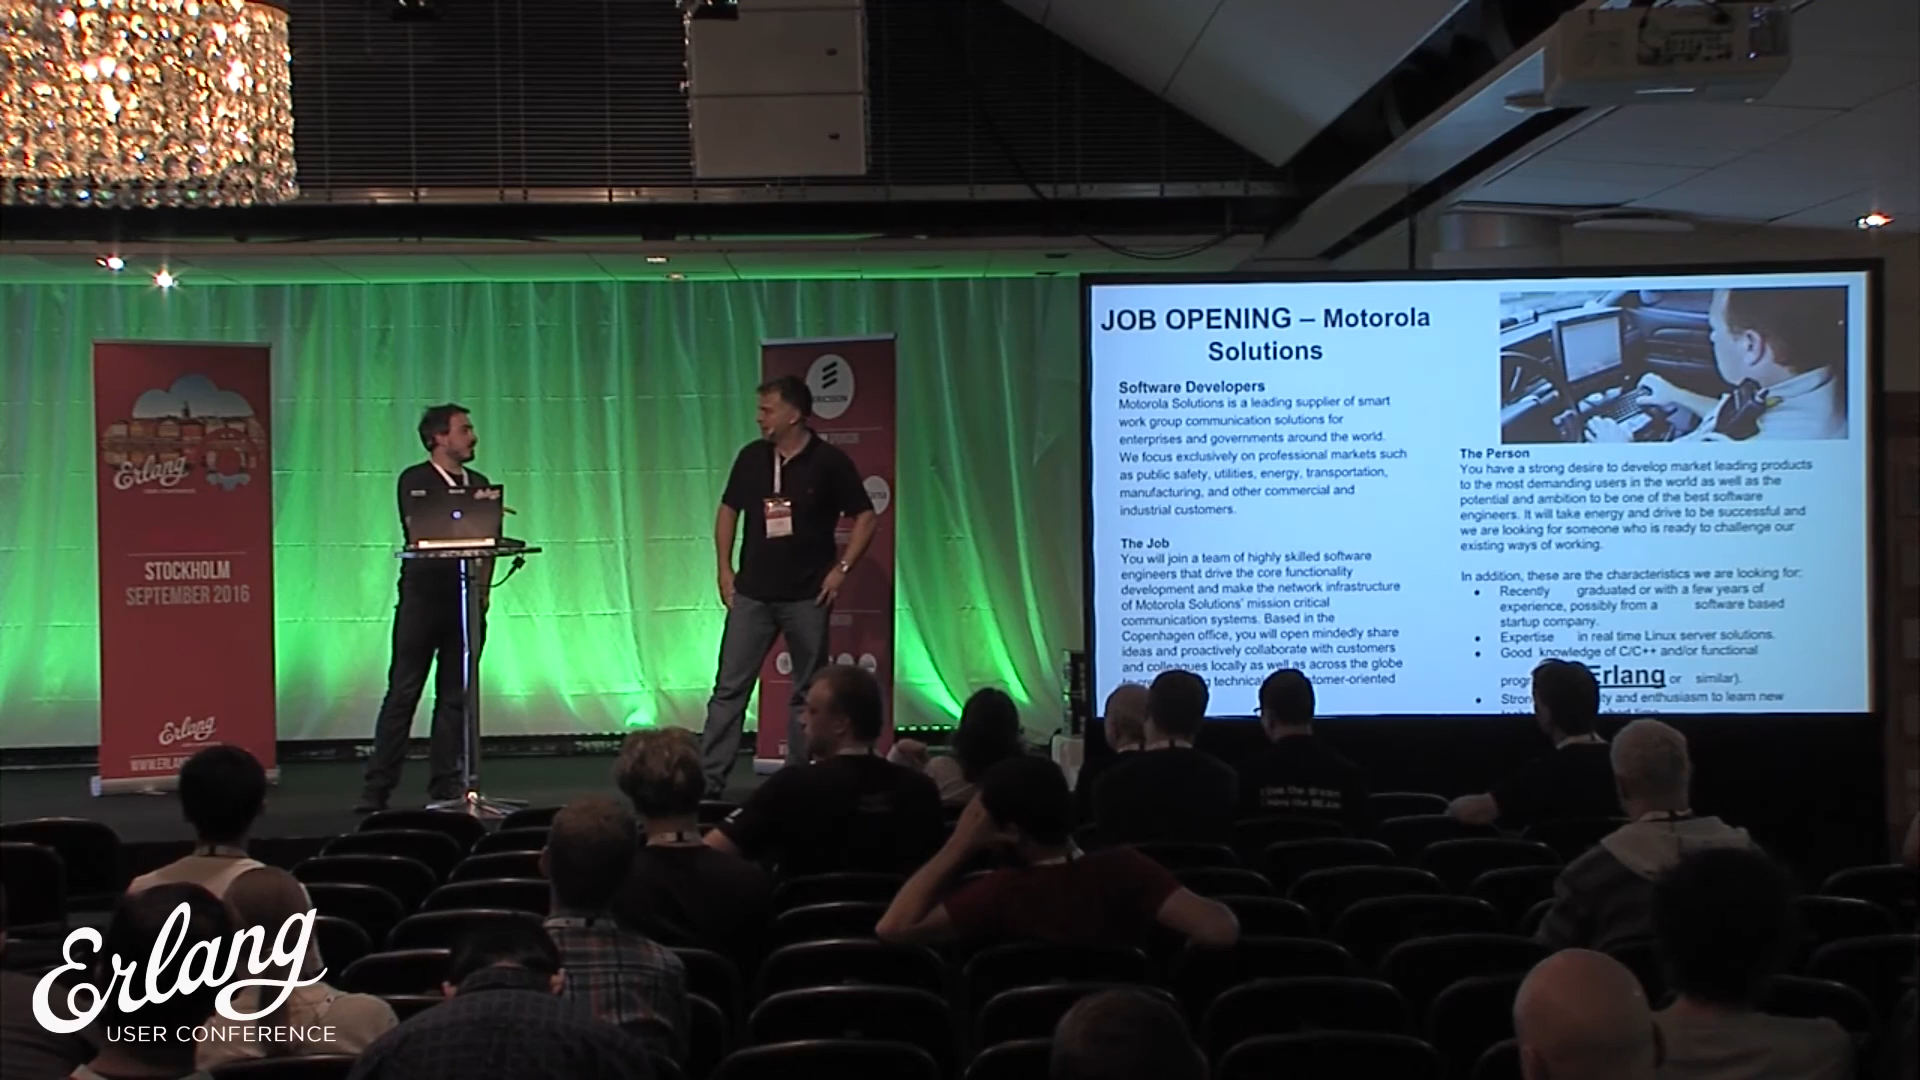 JOB OPENING – Motorola
Solutions
Software Developers
Motorola Solutions is a leading supplier of smart
work group communication solutions for
enterprises and governments around the world.
We focus exclusively on professional markets such
as public safety, utilities, energy, transportation,
manufacturing, and other commercial and
industrial customers.
The Job
You will join a team of highly skilled software
engineers that drive the core functionality
development and make the network infrastructure
of Motorola Solutions' mission critical
communication systems. Based in the
Copenhagen office, you will open mindedly share
ideas and proactively collaborate with customers
and colleagues locally as well as across the globe
technical
The Person
You have a strong desire to develop market leading products
to the most demanding users in the world as well as the
potential and ambition to be one of the best software
engineers. It will take energy and drive to be successful and
we are looking for someone who is ready to challenge our
existing ways of working.
In addition, these are the characteristics we are looking for:
• Recently graduated or with a few years of
experience, possibly from a software based
startup company.
• Expertise in real time Linux server solutions.
• Good knowledge of C/C++ and/or functional
Erlang or similar).
• and enthusiasm to learn new
Erlang
USER CONFERENCE
STOCKHOLM
SEPTEMBER 2016
Erlang
ERICSSON
Erlang
USER CONFERENCE